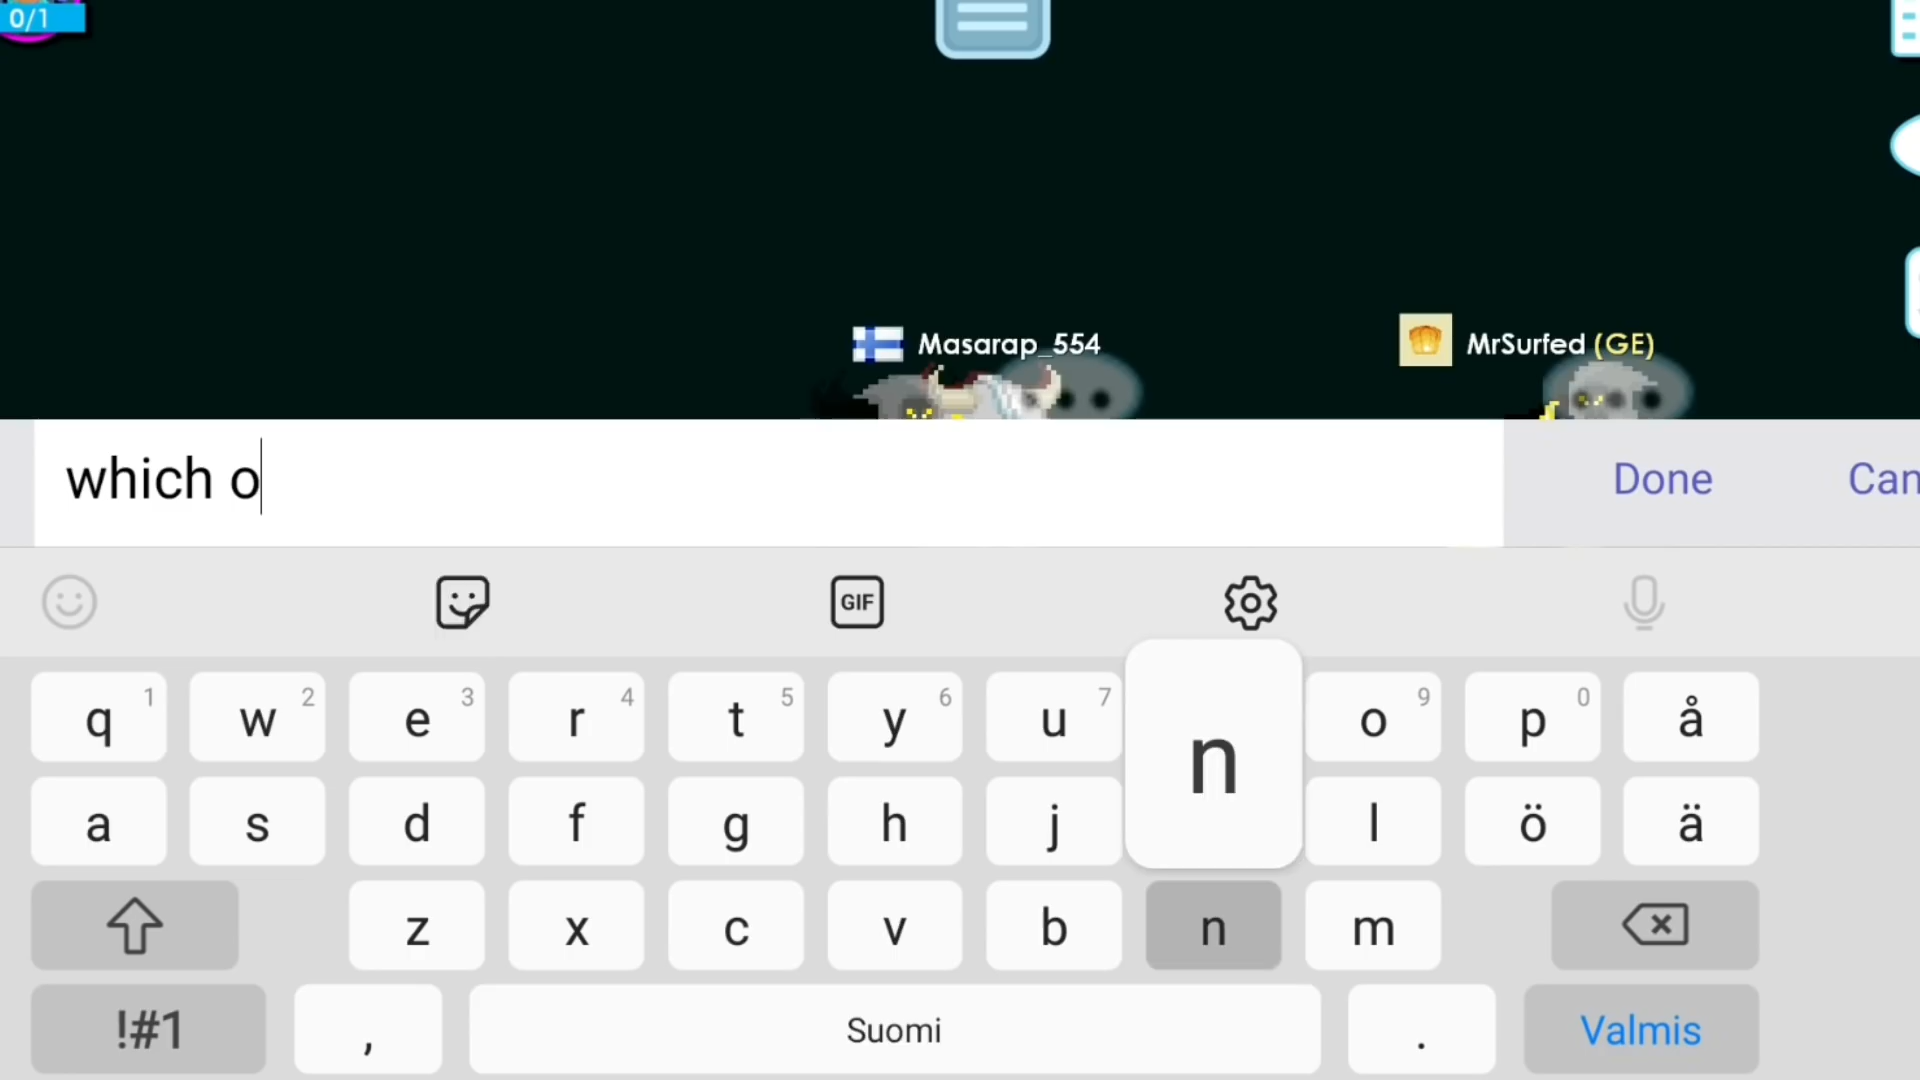 0/1
Masarap_554
MrSurfed (GE)
which o
Done
Can
GIF
q 1 w 2 e 3 r 4 t 5 y 6 u 7 o 9 p 0 å
n
a s d f g h j l ö ä
z x c v b n m
!#1 , Suomi . Valmis